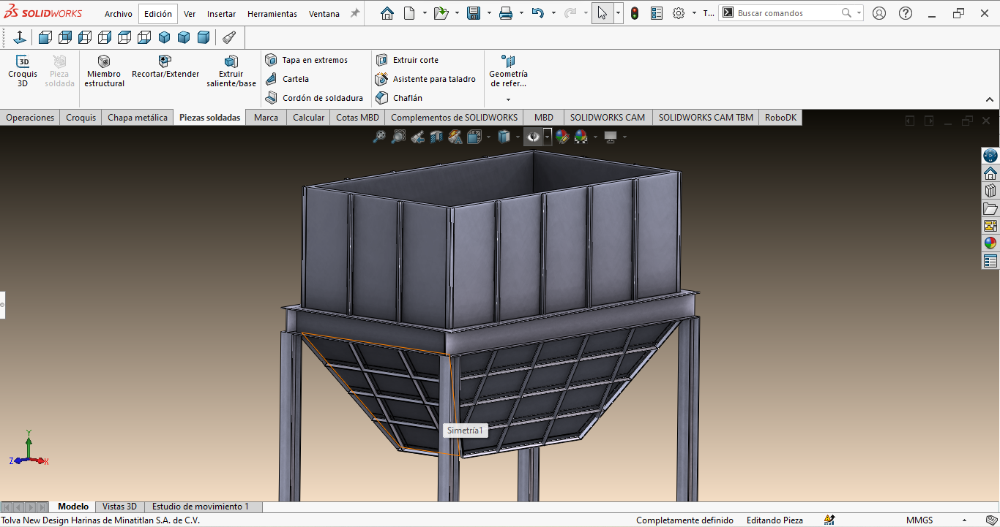 SOLIDWORKS Archivo Edición Ver Insertar Herramientas Ventana T... Buscar comandos
3D
Croquis 3D
Pieza soldada
Miembro estructural
Recortar/Extender
Extruir saliente/base
Tapa en extremos
Cartela
Cordón de soldadura
Extruir corte
Asistente para taladro
Chaflán
Geometría de refer...
Operaciones Croquis Chapa metálica Piezas soldadas Marca Calcular Cotas MBD Complementos de SOLIDWORKS MBD SOLIDWORKS CAM SOLIDWORKS CAM TBM RoboDK
Simetría1
Y
Z X
Modelo Vistas 3D Estudio de movimiento 1
Tolva New Design Harinas de Minatitlan S.A. de C.V. Completamente definido Editando Pieza MMGS